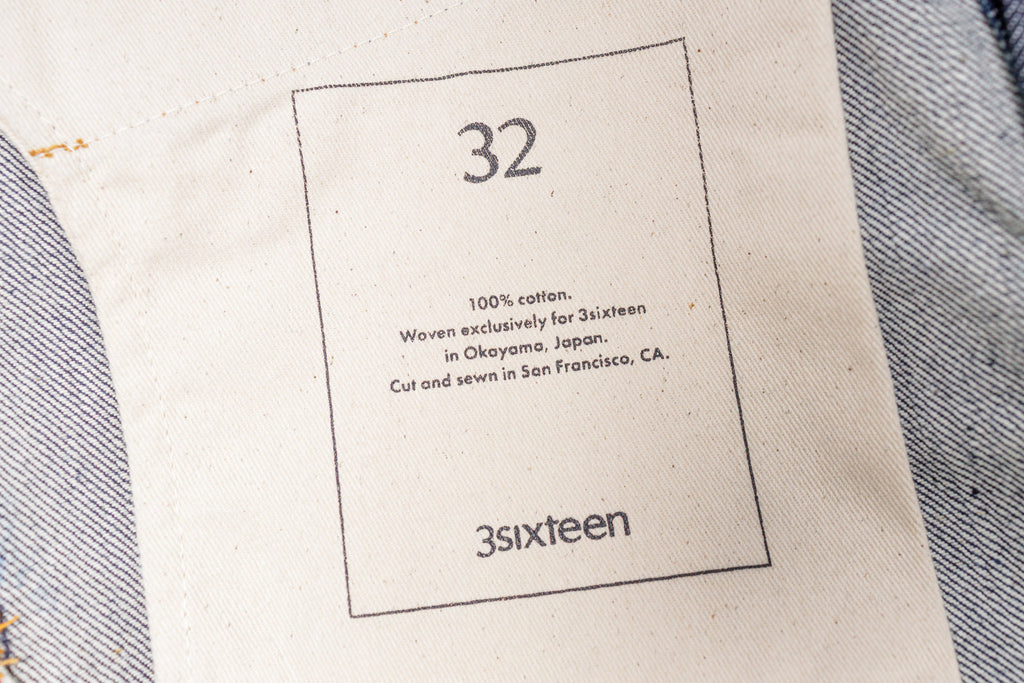 32
100% cotton.
Woven exclusively for 3sixteen
in Okayama, Japan.
Cut and sewn in San Francisco, CA.
3sixteen